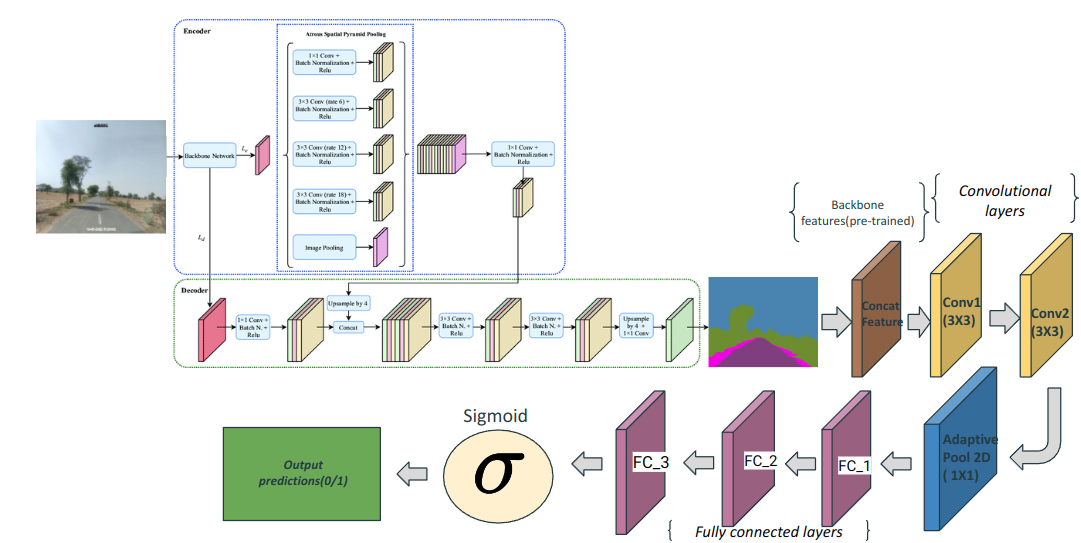 Encoder
Atrous Spatial Pyramid Pooling
1×1 Conv +
Batch Normalization +
Relu
3×3 Conv (rate 6) +
Batch Normalization +
Relu
3×3 Conv (rate 12) +
Batch Normalization +
Relu
3×3 Conv (rate 18) +
Batch Normalization +
Relu
Image Pooling
Backbone Network
L
L
1×1 Conv +
Batch Normalization +
Relu
Decoder
1×1 Conv +
Batch N. +
Relu
Upsample by 4
Concat
3×3 Conv +
Batch N. +
Relu
3×3 Conv +
Batch N. +
Relu
Upsample
by 4 +
1×1 Conv
Backbone
features(pre-trained)
Convolutional
layers
Concat
Feature
Conv1
(3X3)
Conv2
(3X3)
Adaptive
Pool 2D
( 1X1)
FC_1
FC_2
FC_3
Fully connected layers
Sigmoid
σ
Output
predictions(0/1)